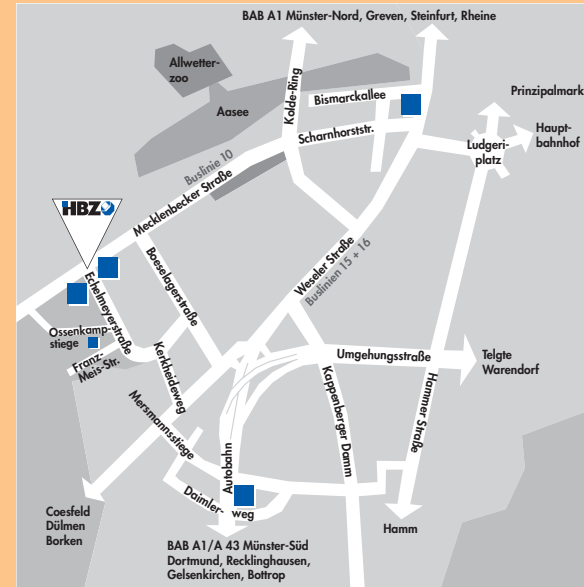 BAB A1 Münster-Nord, Greven, Steinfurt, Rheine
Allwetter-
zoo
Aasee
Kolde-Ring
Bismarckallee
Scharnhorststr.
Prinzipalmark
Haupt-
bahnhof
Ludgeri-
platz
Buslinie 10
Mecklenbecker Straße
HBZ
Weseler Straße
Buslinien 15 + 16
Boeselagerstraße
Echelmeyerstraße
Ossenkamp-
stiege
Franz-
Meis-Str.
Kerkheideweg
Umgehungsstraße
Telgte
Warendorf
Kappenberger Damm
Hammer Straße
Mersmannsstiege
Autobahn
Daimler-
weg
Coesfeld
Dülmen
Borken
Hamm
BAB A1/A 43 Münster-Süd
Dortmund, Recklinghausen,
Gelsenkirchen, Bottrop